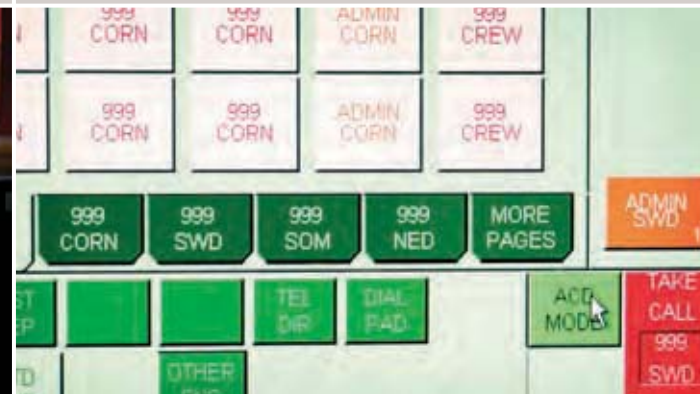 999 999 ADMIN 999
CORN CORN CORN CREW
999 999 ADMIN 999
CORN CORN CORN CREW
999 999 999 999 MORE
CORN SWD SOM NED PAGES
ADMIN
SWD
TEL DIAL
DIR PAD
ACD
MODE
TAKE
CALL
999
SWD
OTHER